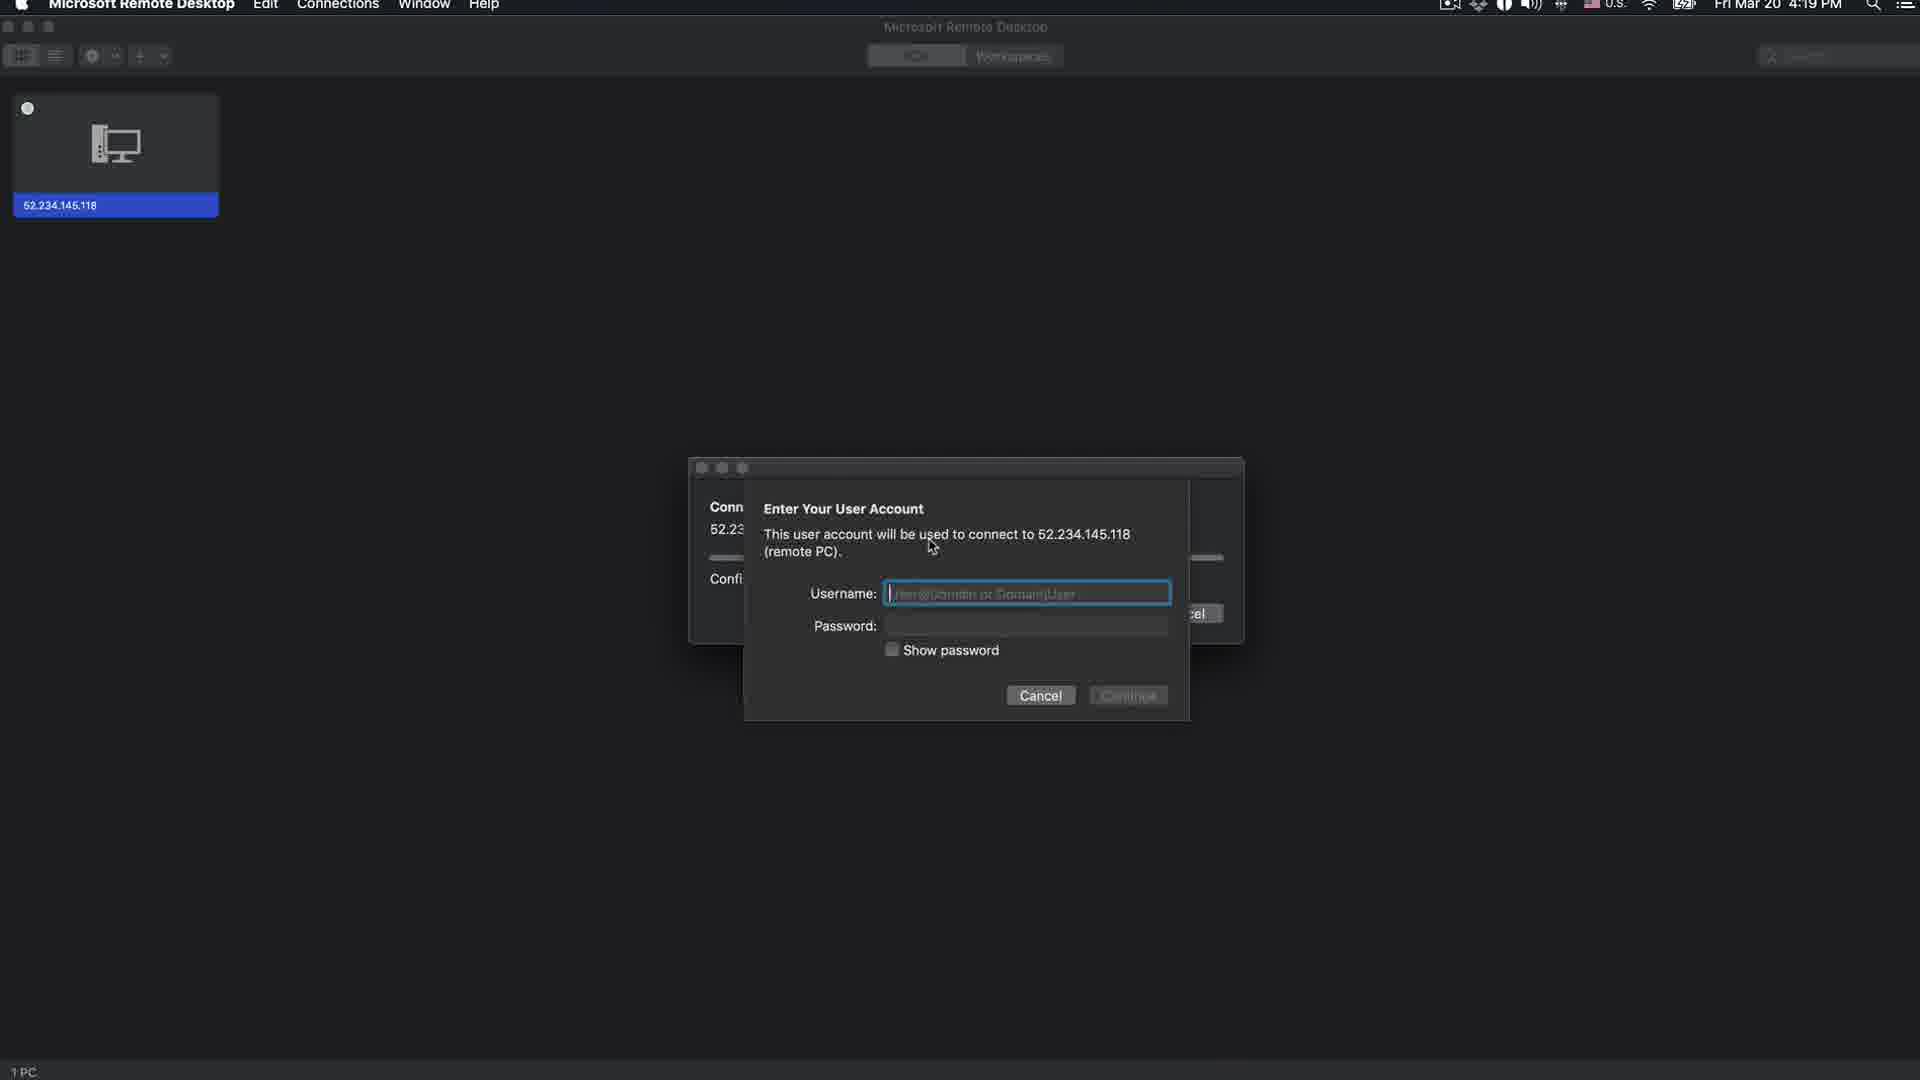 Microsoft Remote Desktop Edit Connections Window Help U.S. Fri Mar 20 4:19 PM
Microsoft Remote Desktop
Workspaces
52.234.145.118
Conn
52.23
Confi
cel
Enter Your User Account
This user account will be used to connect to 52.234.145.118
(remote PC).
Username: User@Domain or Domain\User
Password:
Show password
Cancel Continue
1 PC